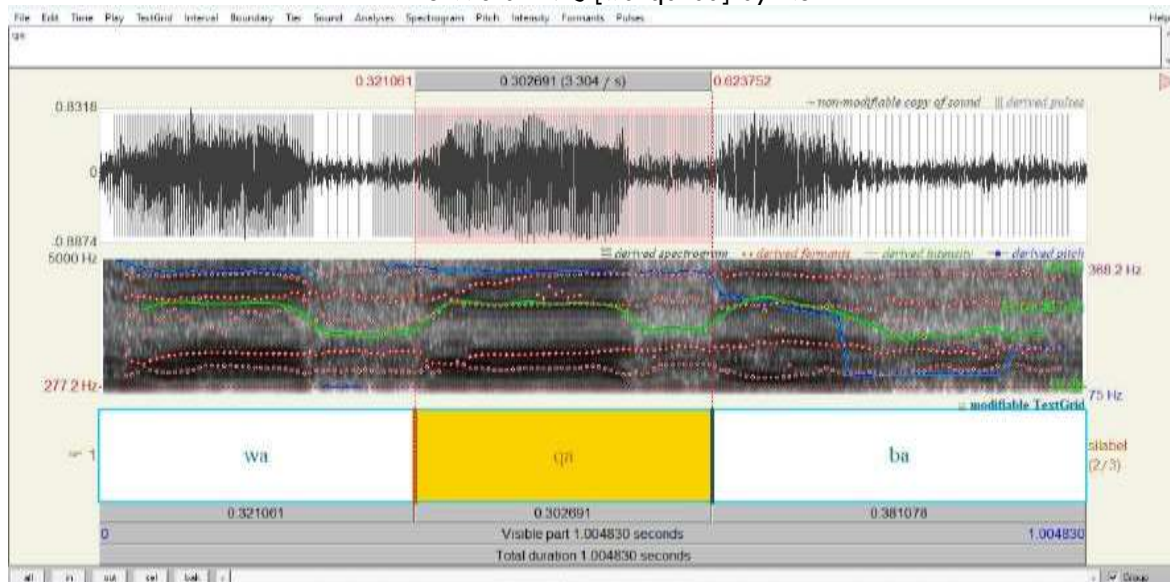 File Edit Time Play TextGrid Interval Boundary Tier Sound Analyses Spectrogram Pitch Intensity Formants Pulses Help
qa
0.321061 0.302691 (3.304 / s) 0.623752
0.8318 ~ non-modifiable copy of sound derived pulses
0
-0.8874
5000 Hz derived spectrogram derived formants derived intensity derived pitch
368.2 Hz
277.2 Hz
75 Hz
modifiable TextGrid
1 wa qa ba silabel
(2/3)
0.321061 0.302691 0.381078
0 Visible part 1.004830 seconds 1.004830
Total duration 1.004830 seconds
all in out sel bak Group